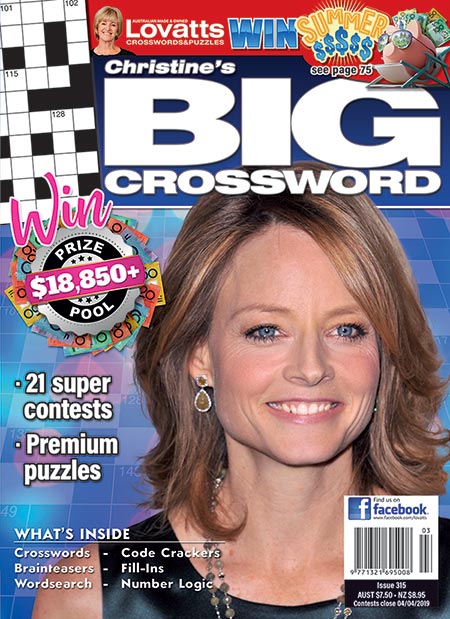 101
102
115
128
AUSTRALIAN MADE & OWNED
Lovatts
CROSSWORDS&PUZZLES
WIN
SUMMER
$$$$$
see page 75
Christine's
BIG
CROSSWORD
Win
PRIZE
$18,850+
POOL
· 21 super
contests
· Premium
puzzles
WHAT'S INSIDE
Crosswords - Code Crackers
Brainteasers - Fill-Ins
Wordsearch - Number Logic
Find us on
facebook.
www.facebook.com/lovatts
03
9 771321 695008
Issue 315
AUST $7.50 • NZ $8.95
Contests close 04/04/2019